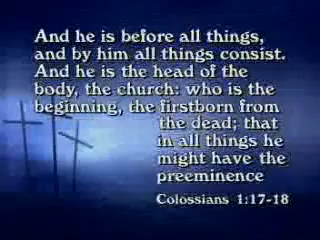 And he is before all things,
and by him all things consist.
And he is the head of the
body, the church: who is the
beginning, the firstborn from
the dead; that
in all things he
might have the
preeminence
Colossians 1:17-18